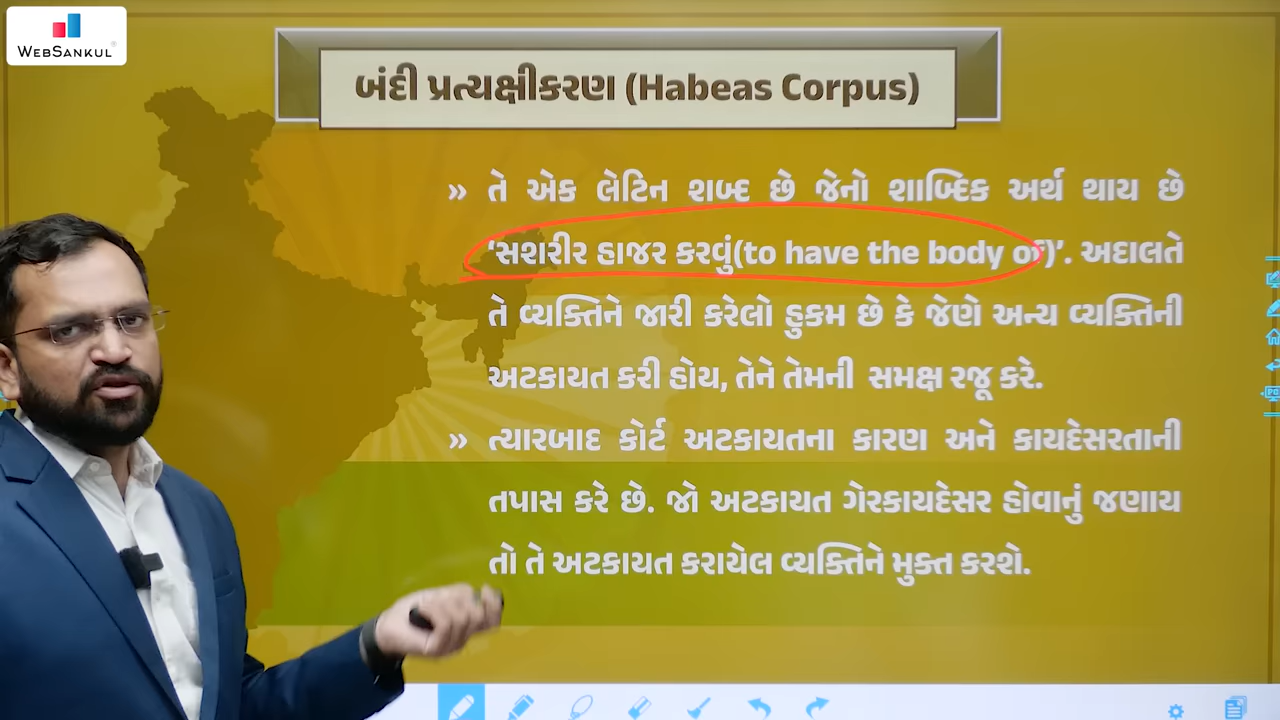 WEBSANKUL
બંદી પ્રત્યક્ષીકરણ (Habeas Corpus)
» તે એક લેટિન શબ્દ છે જેનો શાબ્દિક અર્થ થાય છે
‘સશરીર હાજર કરવું(to have the body of)’. અદાલતે
તે વ્યક્તિને જારી કરેલો હુકમ છે કે જેણે અન્ય વ્યક્તિની
અટકાયત કરી હોય, તેને તેમની સમક્ષ રજૂ કરે.
» ત્યારબાદ કોર્ટ અટકાયતના કારણ અને કાયદેસરતાની
તપાસ કરે છે. જો અટકાયત ગેરકાયદેસર હોવાનું જણાય
તો તે અટકાયત કરાયેલ વ્યક્તિને મુક્ત કરશે.